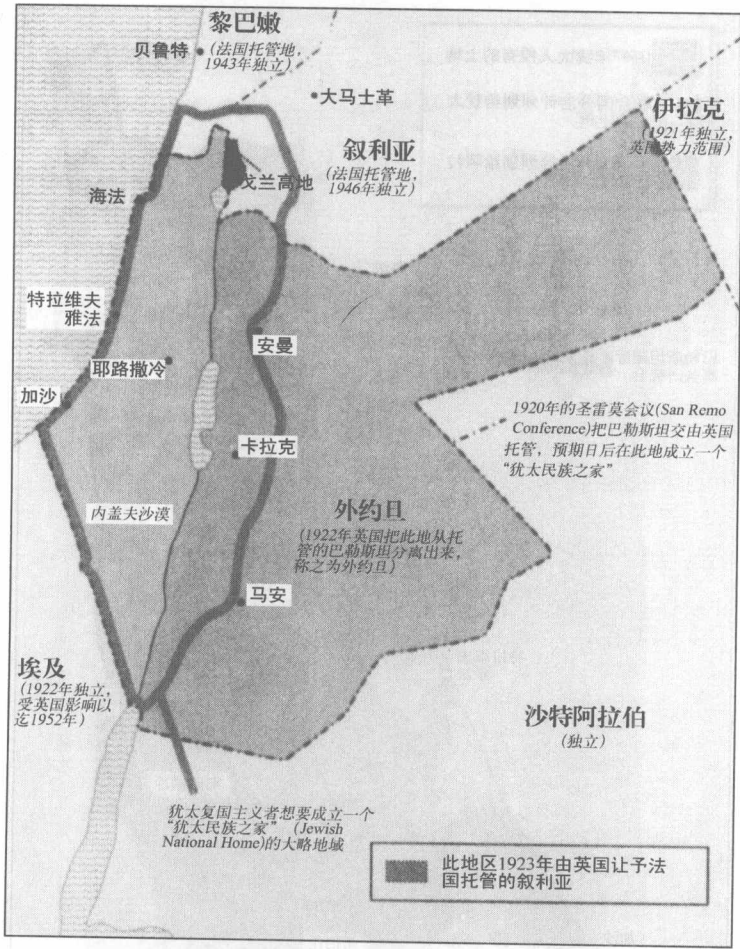 黎巴嫩
(法国托管地,
1943年独立)
贝鲁特
大马士革
伊拉克
(1921年独立,
英国势力范围)
叙利亚
(法国托管地,
1946年独立)
戈兰高地
海法
特拉维夫
雅法
安曼
耶路撒冷
加沙
1920年的圣雷莫会议(San Remo
Conference)把巴勒斯坦交由英国
托管，预期日后在此地成立一个
“犹太民族之家”
卡拉克
内盖夫沙漠
外约旦
(1922年英国把此地从托
管的巴勒斯坦分离出来,
称之为外约旦)
马安
埃及
(1922年独立,
受英国影响以
迄1952年)
沙特阿拉伯
(独立)
犹太复国主义者想要成立一个
“犹太民族之家” (Jewish
National Home)的大略地域
此地区1923年由英国让予法
国托管的叙利亚